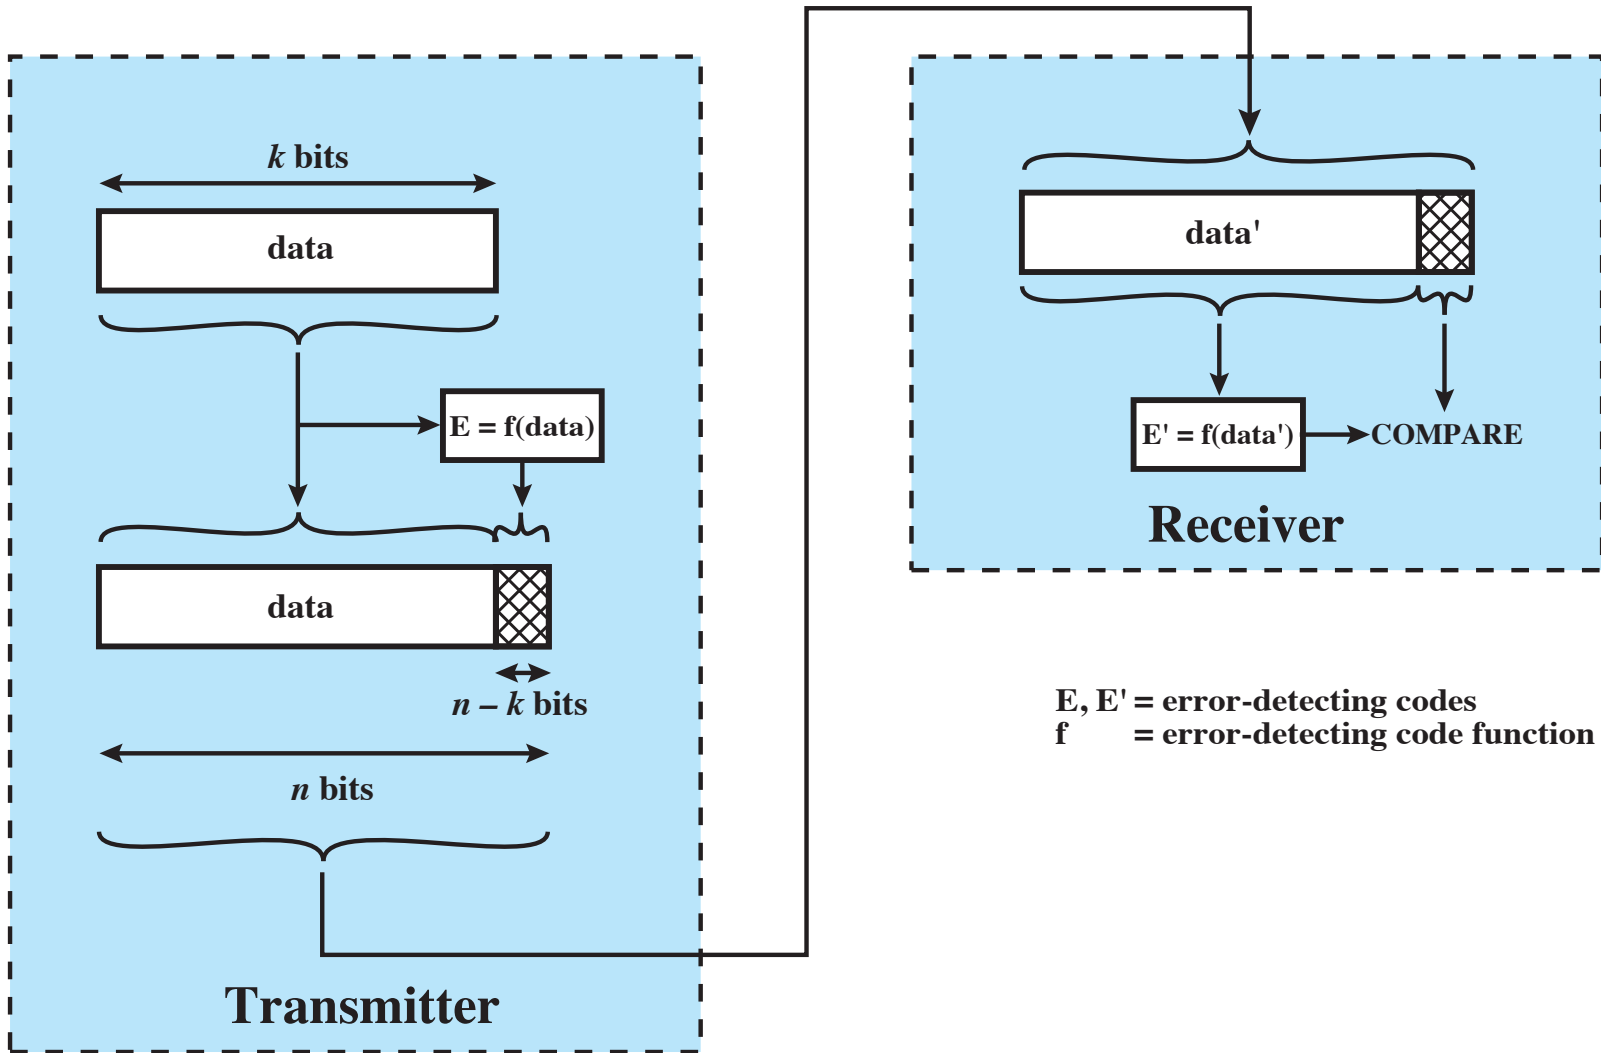 k bits
data
E = f(data)
data
n – k bits
n bits
Transmitter
data'
E' = f(data')
COMPARE
Receiver
E, E' = error-detecting codes
f = error-detecting code function